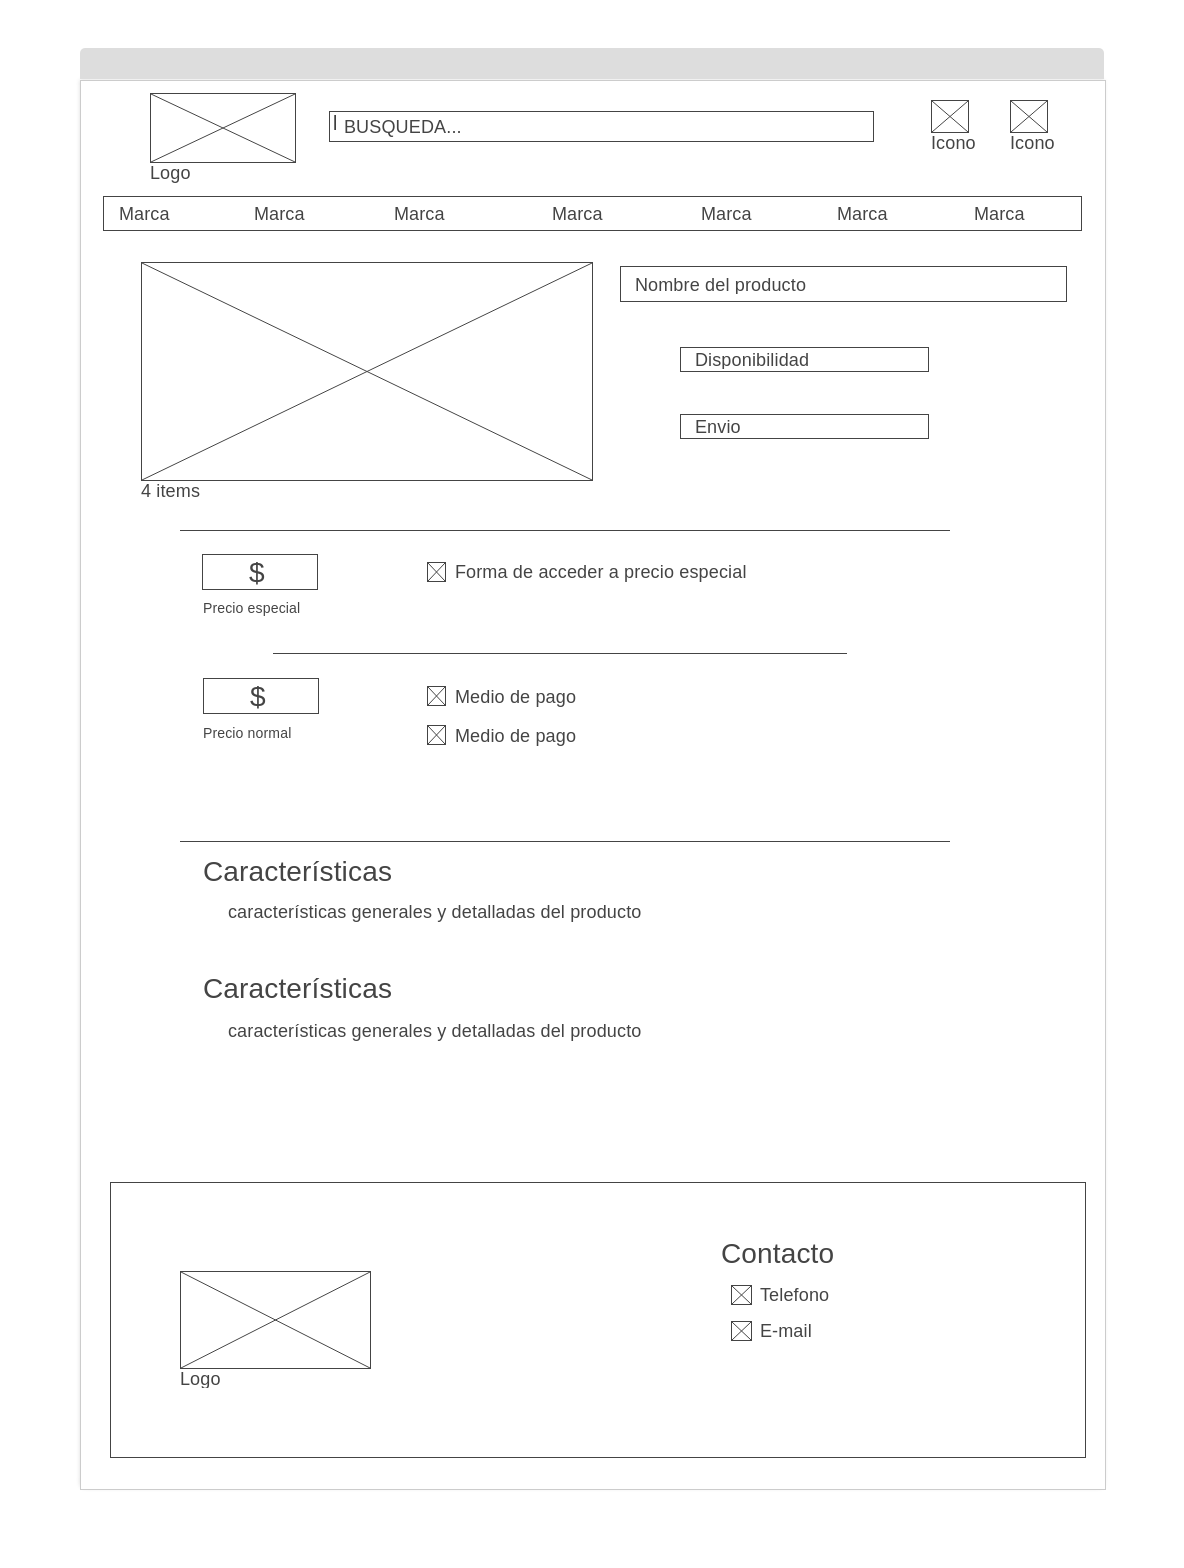 BUSQUEDA...
Icono Icono
Logo
Marca Marca Marca Marca Marca Marca Marca
Nombre del producto
Disponibilidad
Envio
4 items
$
Forma de acceder a precio especial
Precio especial
$
Medio de pago
Precio normal
Medio de pago
Características
características generales y detalladas del producto
Características
características generales y detalladas del producto
Contacto
Telefono
E-mail
Logo